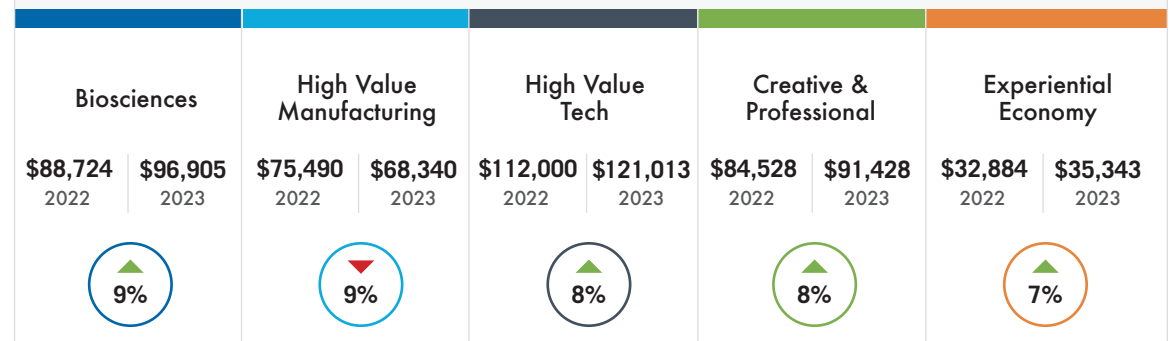 Biosciences
$88,724
2022
$96,905
2023
9%
High Value
Manufacturing
$75,490
2022
$68,340
2023
9%
High Value
Tech
$112,000
2022
$121,013
2023
8%
Creative &
Professional
$84,528
2022
$91,428
2023
8%
Experiential
Economy
$32,884
2022
$35,343
2023
7%